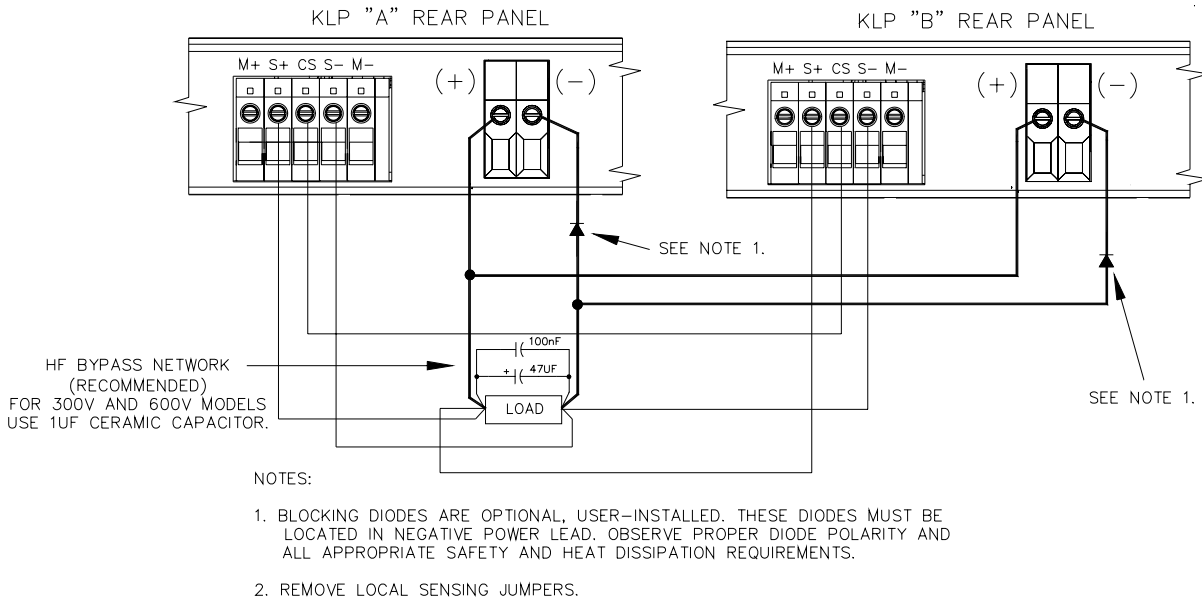 KLP "A" REAR PANEL
KLP "B" REAR PANEL
M+ S+ CS S- M-
(+) (-)
M+ S+ CS S- M-
(+) (-)
SEE NOTE 1.
100nF
+ 47UF
LOAD
HF BYPASS NETWORK
(RECOMMENDED)
FOR 300V AND 600V MODELS
USE 1UF CERAMIC CAPACITOR.
SEE NOTE 1.
NOTES:
1. BLOCKING DIODES ARE OPTIONAL, USER-INSTALLED. THESE DIODES MUST BE
LOCATED IN NEGATIVE POWER LEAD. OBSERVE PROPER DIODE POLARITY AND
ALL APPROPRIATE SAFETY AND HEAT DISSIPATION REQUIREMENTS.
2. REMOVE LOCAL SENSING JUMPERS.